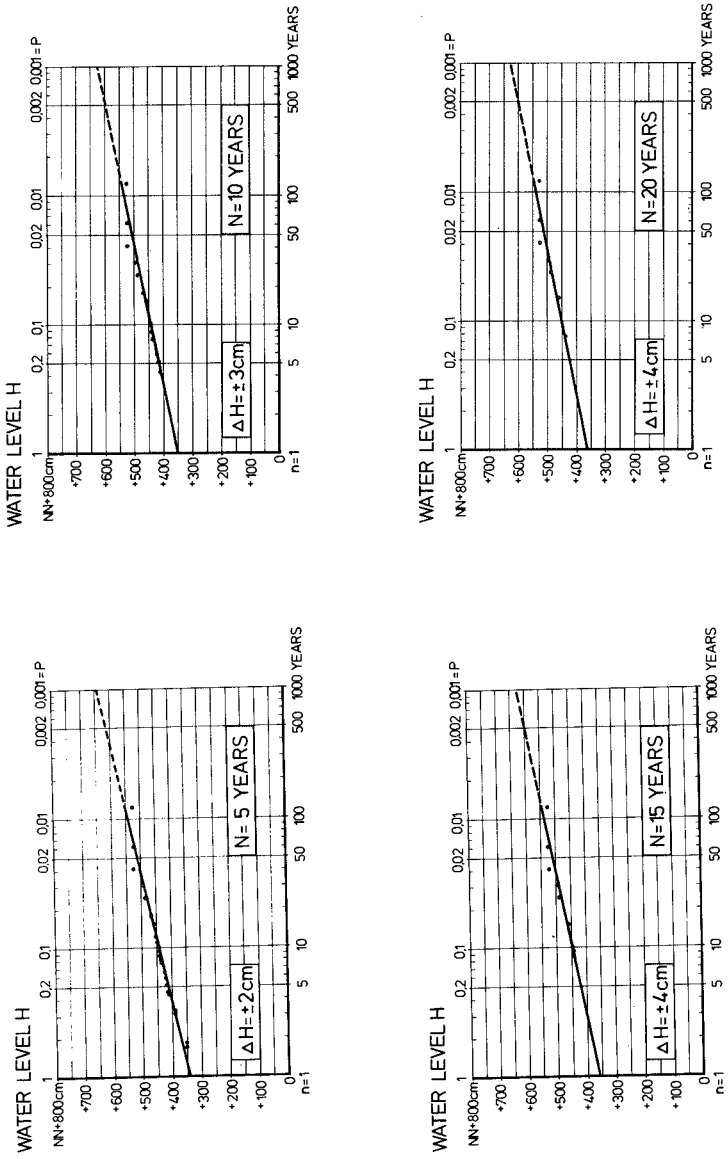 WATER LEVEL H
1 0,2 0,1 0,02 0,01 0,002 0,001=P
NN+800cm
+700
+600
+500
+400
+300
+200
+100
0
ΔH=±2cm
N= 5 YEARS
n=1 5 10 50 100 500 1000 YEARS
WATER LEVEL H
1 0,2 0,1 0,02 0,01 0,002 0,001=P
NN+800cm
+700
+600
+500
+400
+300
+200
+100
0
ΔH=±3cm
N=10 YEARS
n=1 5 10 50 100 500 1000 YEARS
WATER LEVEL H
1 0,2 0,1 0,02 0,01 0,002 0,001=P
NN+800cm
+700
+600
+500
+400
+300
+200
+100
0
ΔH=±4cm
N=15 YEARS
n=1 5 10 50 100 500 1000 YEARS
WATER LEVEL H
1 0,2 0,1 0,02 0,01 0,002 0,001=P
NN+800cm
+700
+600
+500
+400
+300
+200
+100
0
ΔH=±4cm
N=20 YEARS
n=1 5 10 50 100 500 1000 YEARS